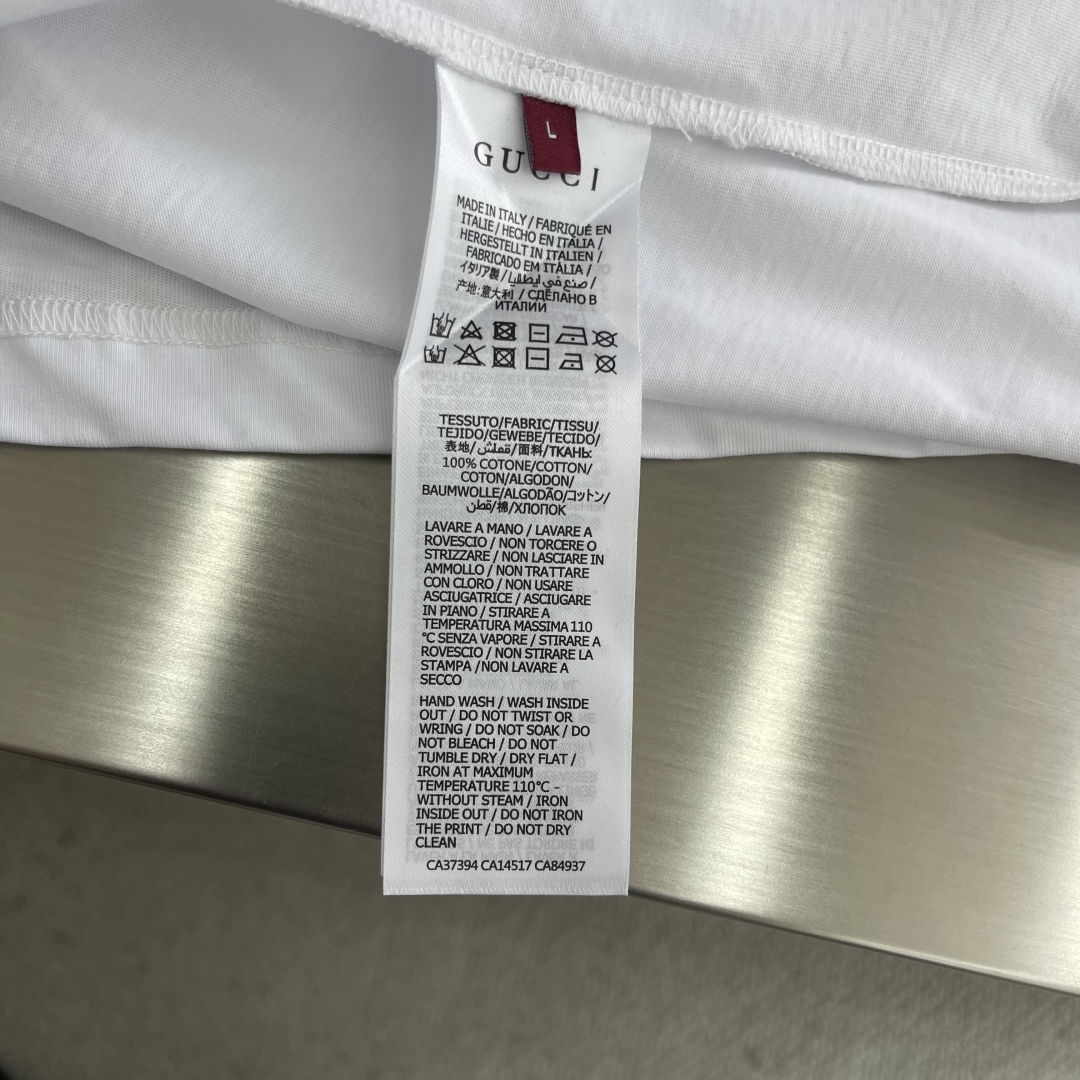 L
GUCCI
MADE IN ITALY / FABRIQUÉ EN
ITALIE / HECHO EN ITALIA /
HERGESTELLT IN ITALIEN /
FABRICADO EM ITÁLIA /
イタリア製 / صنع في ايطاليا /
产地:意大利 / СДЕЛАНО В
ИТАЛИИ
TESSUTO/FABRIC/TISSU/
TEJIDO/GEWEBE/TECIDO/
表地/قملش/面料/ТКАНЬ:
100% COTONE/COTTON/
COTON/ALGODON/
BAUMWOLLE/ALGODÃO/コットン/
قطن/棉/ХЛОПОК
LAVARE A MANO / LAVARE A
ROVESCIO / NON TORCERE O
STRIZZARE / NON LASCIARE IN
AMMOLLO / NON TRATTARE
CON CLORO / NON USARE
ASCIUGATRICE / ASCIUGARE
IN PIANO / STIRARE A
TEMPERATURA MASSIMA 110
°C SENZA VAPORE / STIRARE A
ROVESCIO / NON STIRARE LA
STAMPA /NON LAVARE A
SECCO
HAND WASH / WASH INSIDE
OUT / DO NOT TWIST OR
WRING / DO NOT SOAK / DO
NOT BLEACH / DO NOT
TUMBLE DRY / DRY FLAT /
IRON AT MAXIMUM
TEMPERATURE 110°C -
WITHOUT STEAM / IRON
INSIDE OUT / DO NOT IRON
THE PRINT / DO NOT DRY
CLEAN
CA37394 CA14517 CA84937